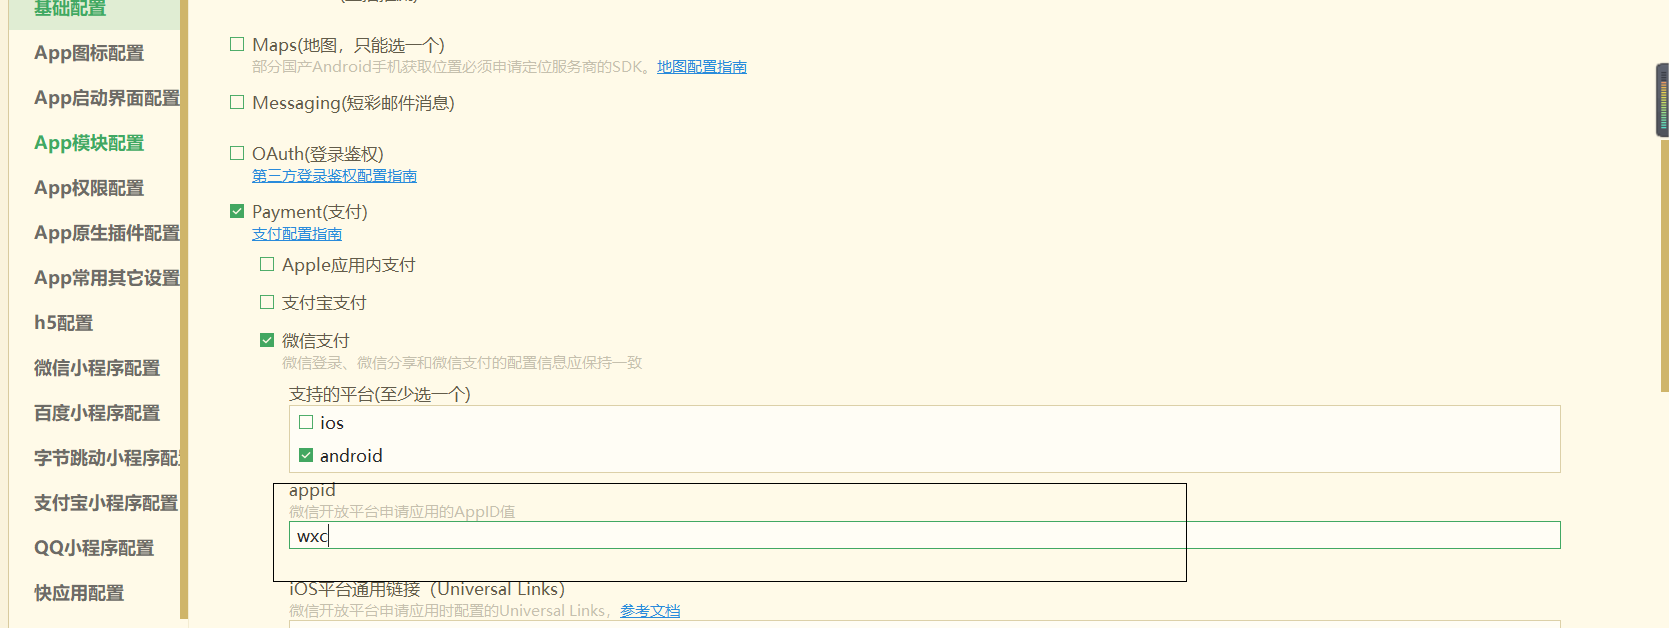 基础配置
App图标配置
App启动界面配置
App模块配置
App权限配置
App原生插件配置
App常用其它设置
h5配置
微信小程序配置
百度小程序配置
字节跳动小程序配
支付宝小程序配置
QQ小程序配置
快应用配置
Maps(地图，只能选一个)
部分国产Android手机获取位置必须申请定位服务商的SDK。地图配置指南
Messaging(短彩邮件消息)
OAuth(登录鉴权)
第三方登录鉴权配置指南
Payment(支付)
支付配置指南
Apple应用内支付
支付宝支付
微信支付
微信登录、微信分享和微信支付的配置信息应保持一致
支持的平台(至少选一个)
ios
android
appid
微信开放平台申请应用的AppID值
wxc
iOS平台通用链接（Universal Links）
微信开放平台申请应用时配置的Universal Links，参考文档